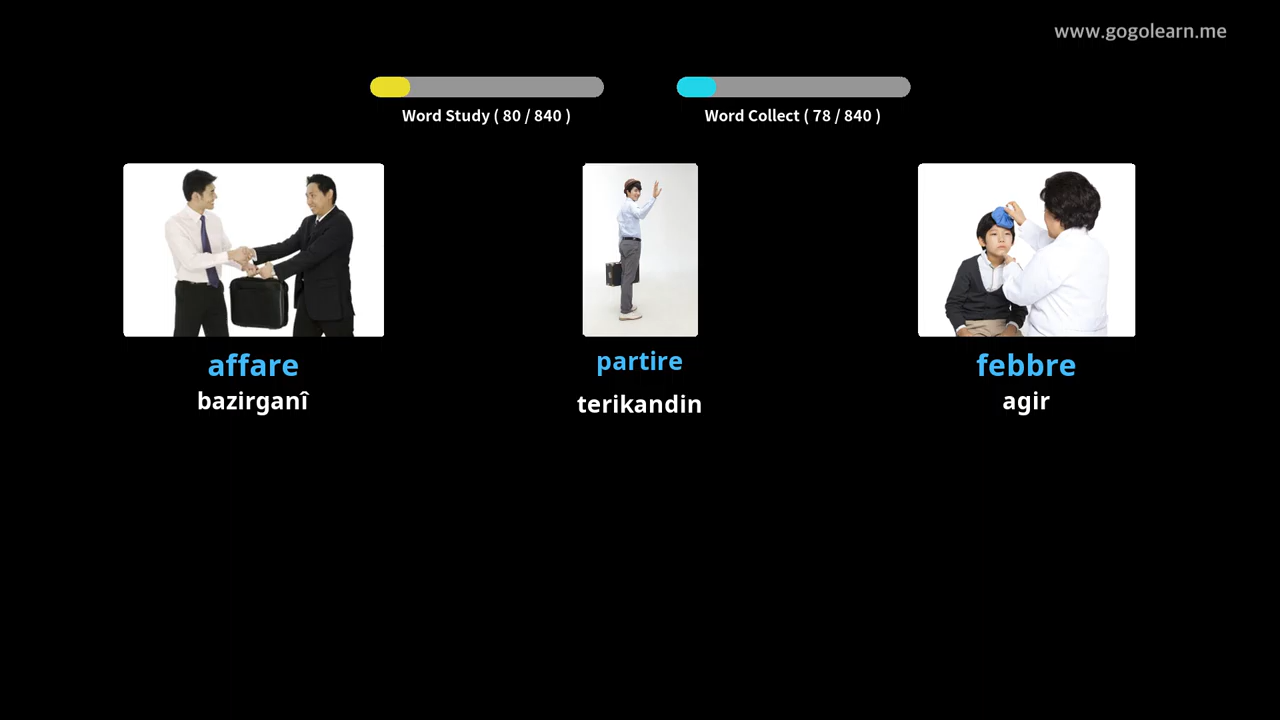 www.gogolearn.me
Word Study ( 80 / 840 )
Word Collect ( 78 / 840 )
affare
bazirganî
partire
terikandin
febbre
agir